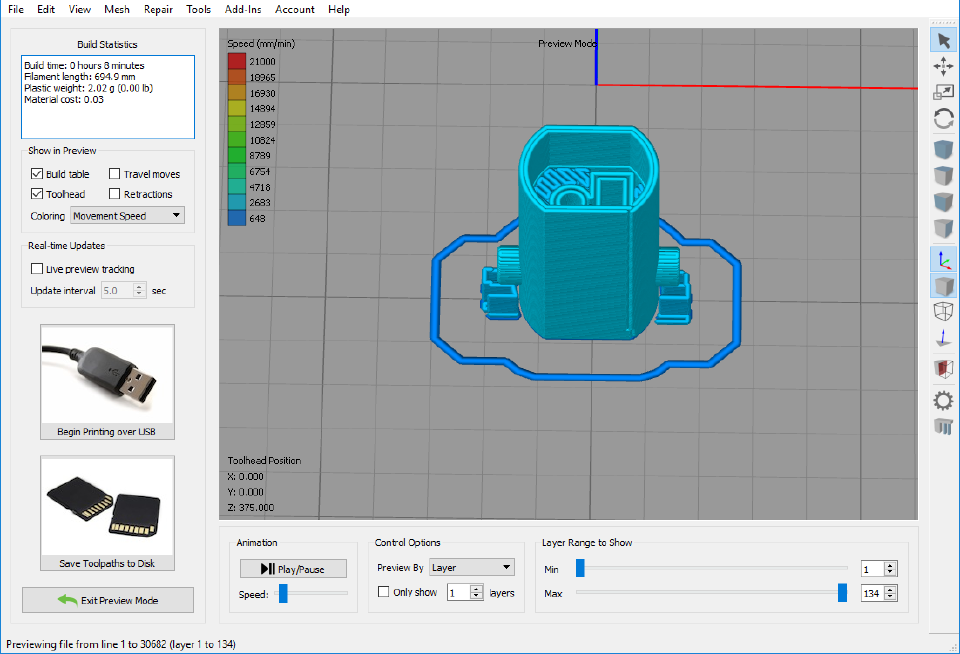 File Edit View Mesh Repair Tools Add-Ins Account Help
Build Statistics
Build time: 0 hours 8 minutes
Filament length: 694.9 mm
Plastic weight: 2.02 g (0.00 lb)
Material cost: 0.03
Show in Preview
Build table Travel moves
Toolhead Retractions
Coloring Movement Speed
Real-time Updates
Live preview tracking
Update interval 5.0 sec
Begin Printing over USB
Save Toolpaths to Disk
Exit Preview Mode
Speed (mm/min)
21000
18965
16930
14894
12859
10824
8789
6754
4718
2683
648
Preview Mode
Toolhead Position
X: 0.000
Y: 0.000
Z: 375.000
Animation
Play/Pause
Speed:
Control Options
Preview By Layer
Only show 1 layers
Layer Range to Show
Min 1
Max 134
Previewing file from line 1 to 30682 (layer 1 to 134)